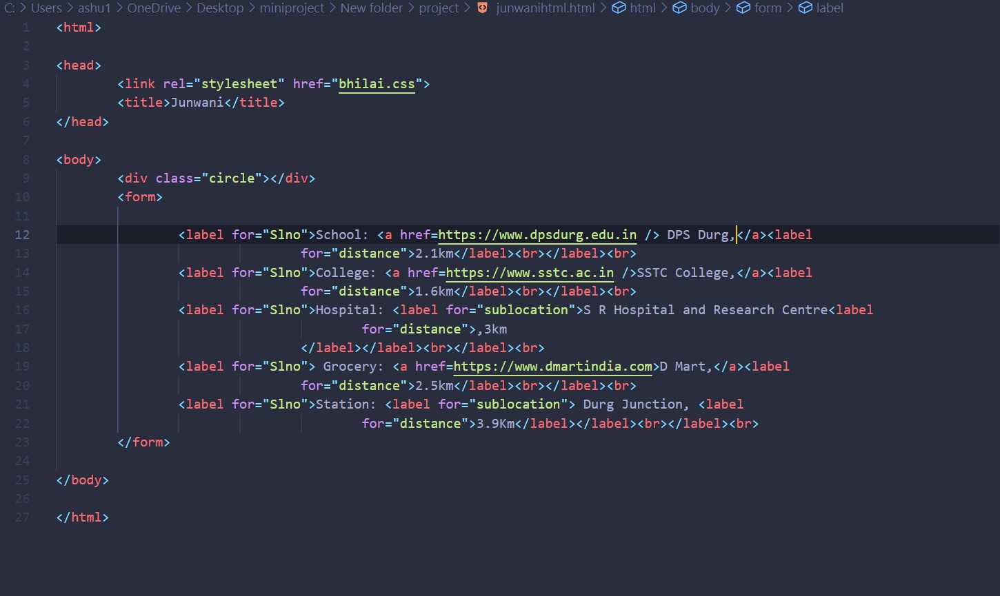 C: > Users > ashu1 > OneDrive > Desktop > miniproject > New folder > project > junwanihtml.html > html > body > form > label
1 <html>
2
3 <head>
4 <link rel="stylesheet" href="bhilai.css">
5 <title>Junwani</title>
6 </head>
7
8 <body>
9 <div class="circle"></div>
10 <form>
11
12 <label for="Slno">School: <a href=https://www.dpsdurg.edu.in /> DPS Durg,</a><label
13 for="distance">2.1km</label><br></label><br>
14 <label for="Slno">College: <a href=https://www.sstc.ac.in />SSTC College,</a><label
15 for="distance">1.6km</label><br></label><br>
16 <label for="Slno">Hospital: <label for="sublocation">S R Hospital and Research Centre<label
17 for="distance">,3km
18 </label></label><br></label><br>
19 <label for="Slno"> Grocery: <a href=https://www.dmartindia.com>D Mart,</a><label
20 for="distance">2.5km</label><br></label><br>
21 <label for="Slno">Station: <label for="sublocation"> Durg Junction, <label
22 for="distance">3.9Km</label></label><br></label><br>
23 </form>
24
25 </body>
26
27 </html>